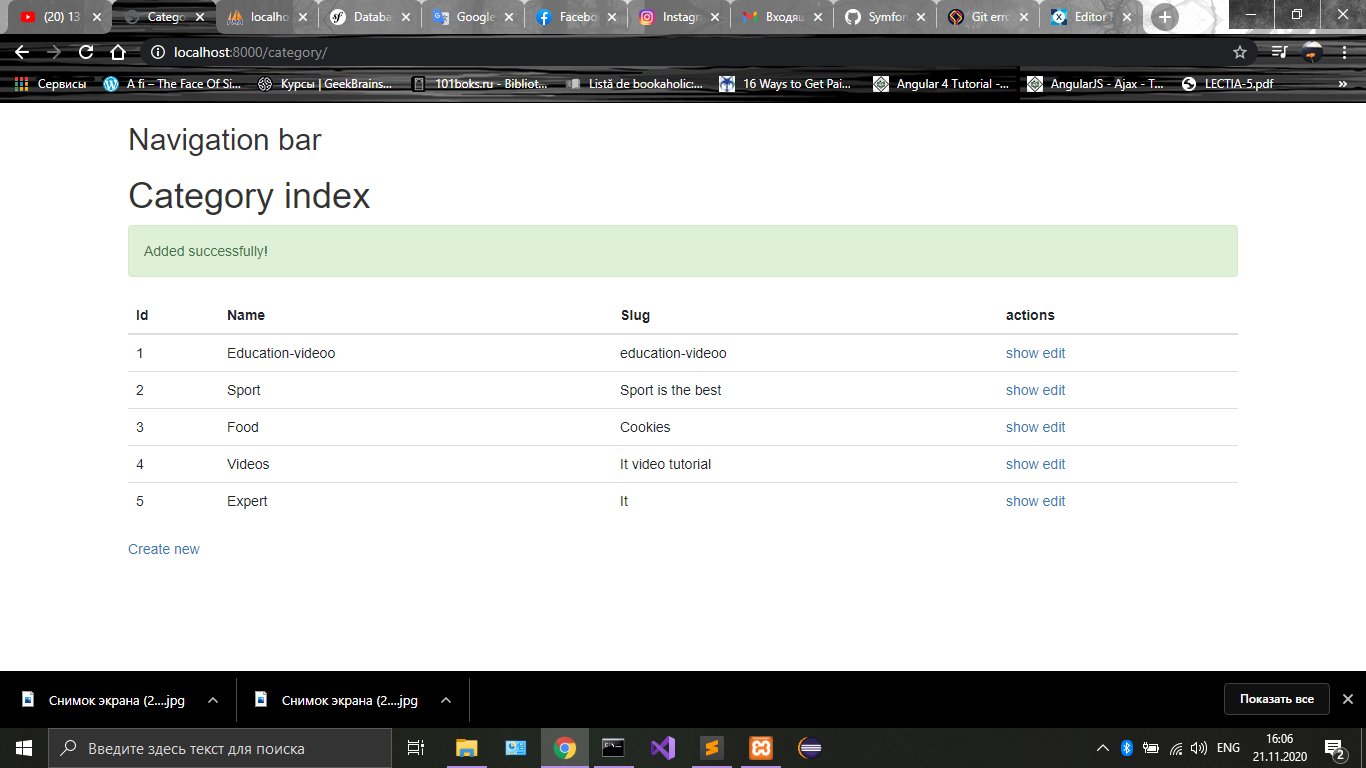 (20) 13
Catego
localho
Databa
Google
Facebo
Instagr
Входящ
Symfon
Git erro
Editor T
localhost:8000/category/
Сервисы
A fi – The Face Of Si...
Курсы | GeekBrains...
101boks.ru - Bibliot...
Listă de bookaholic:...
16 Ways to Get Pai...
Angular 4 Tutorial -...
AngularJS - Ajax - T...
LECTIA-5.pdf
»
Navigation bar
Category index
Added successfully!
Id Name Slug actions
1 Education-videoo education-videoo show edit
2 Sport Sport is the best show edit
3 Food Cookies show edit
4 Videos It video tutorial show edit
5 Expert It show edit
Create new
Снимок экрана (2....jpg
Снимок экрана (2....jpg
Показать все
Введите здесь текст для поиска
ENG
16:06
21.11.2020
2